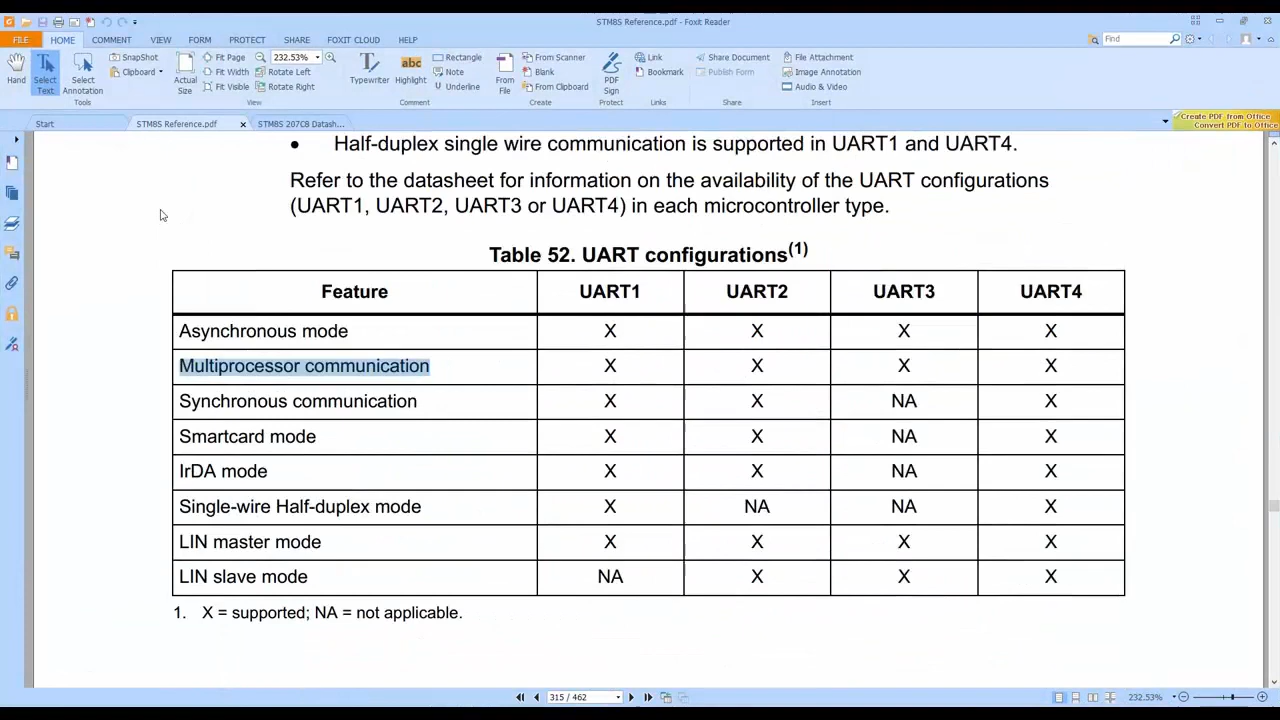 STM8S Reference.pdf - Foxit Reader
FILE HOME COMMENT VIEW FORM PROTECT SHARE FOXIT CLOUD HELP Find
Hand
Select Text
Select Annotation
SnapShot
Clipboard
Tools
Actual Size
Fit Page
Fit Width
Fit Visible
232.53%
Rotate Left
Rotate Right
View
Typewriter
Highlight
Rectangle
Note
Underline
Comment
From File
From Scanner
Blank
From Clipboard
Create
PDF Sign
Protect
Link
Bookmark
Links
Share Document
Publish Form
Share
File Attachment
Image Annotation
Audio & Video
Insert
Start STM8S Reference.pdf STM8S 207C8 Datash...
Create PDF from Office
Convert PDF to Office
• Half-duplex single wire communication is supported in UART1 and UART4.
Refer to the datasheet for information on the availability of the UART configurations
(UART1, UART2, UART3 or UART4) in each microcontroller type.
Table 52. UART configurations(1)
Feature UART1 UART2 UART3 UART4
Asynchronous mode X X X X
Multiprocessor communication X X X X
Synchronous communication X X NA X
Smartcard mode X X NA X
IrDA mode X X NA X
Single-wire Half-duplex mode X NA NA X
LIN master mode X X X X
LIN slave mode NA X X X
1. X = supported; NA = not applicable.
315 / 462 232.53%